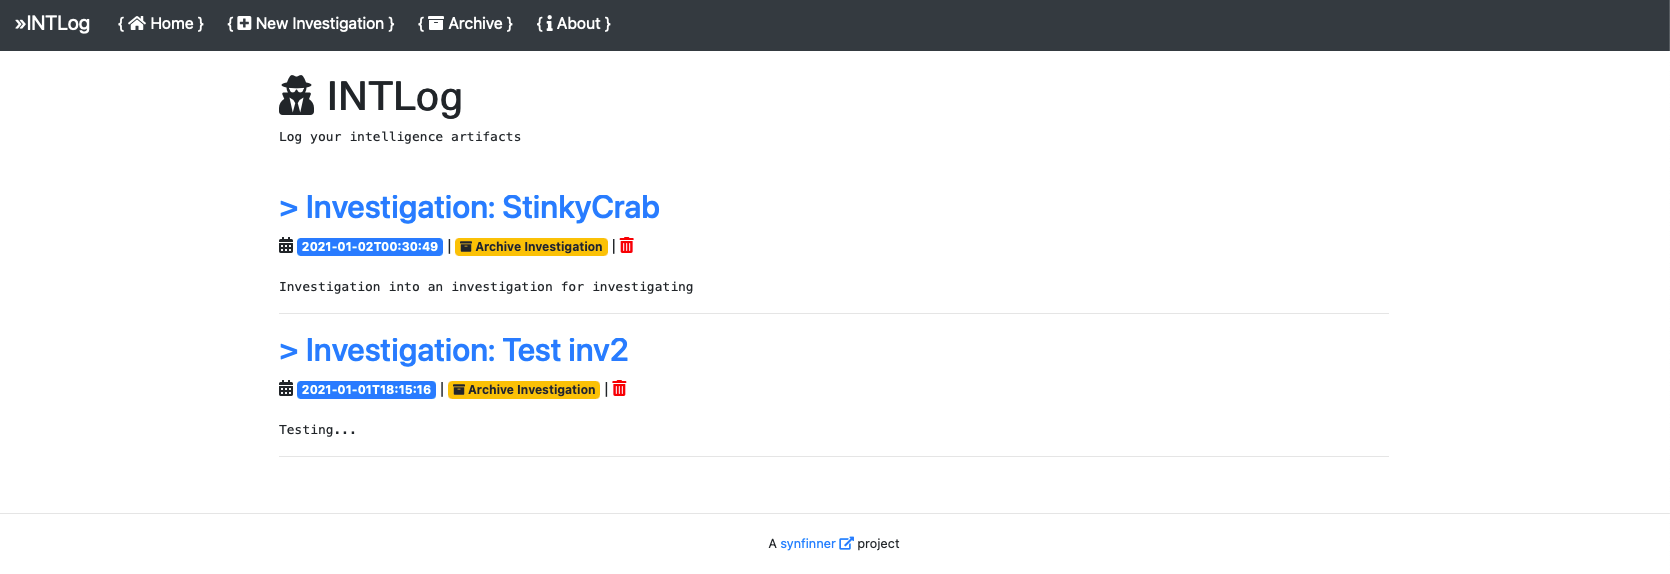 »INTLog { Home } { New Investigation } { Archive } { About }
INTLog
Log your intelligence artifacts
> Investigation: StinkyCrab
2021-01-02T00:30:49 | Archive Investigation |
Investigation into an investigation for investigating
> Investigation: Test inv2
2021-01-01T18:15:16 | Archive Investigation |
Testing...
A synfinner project